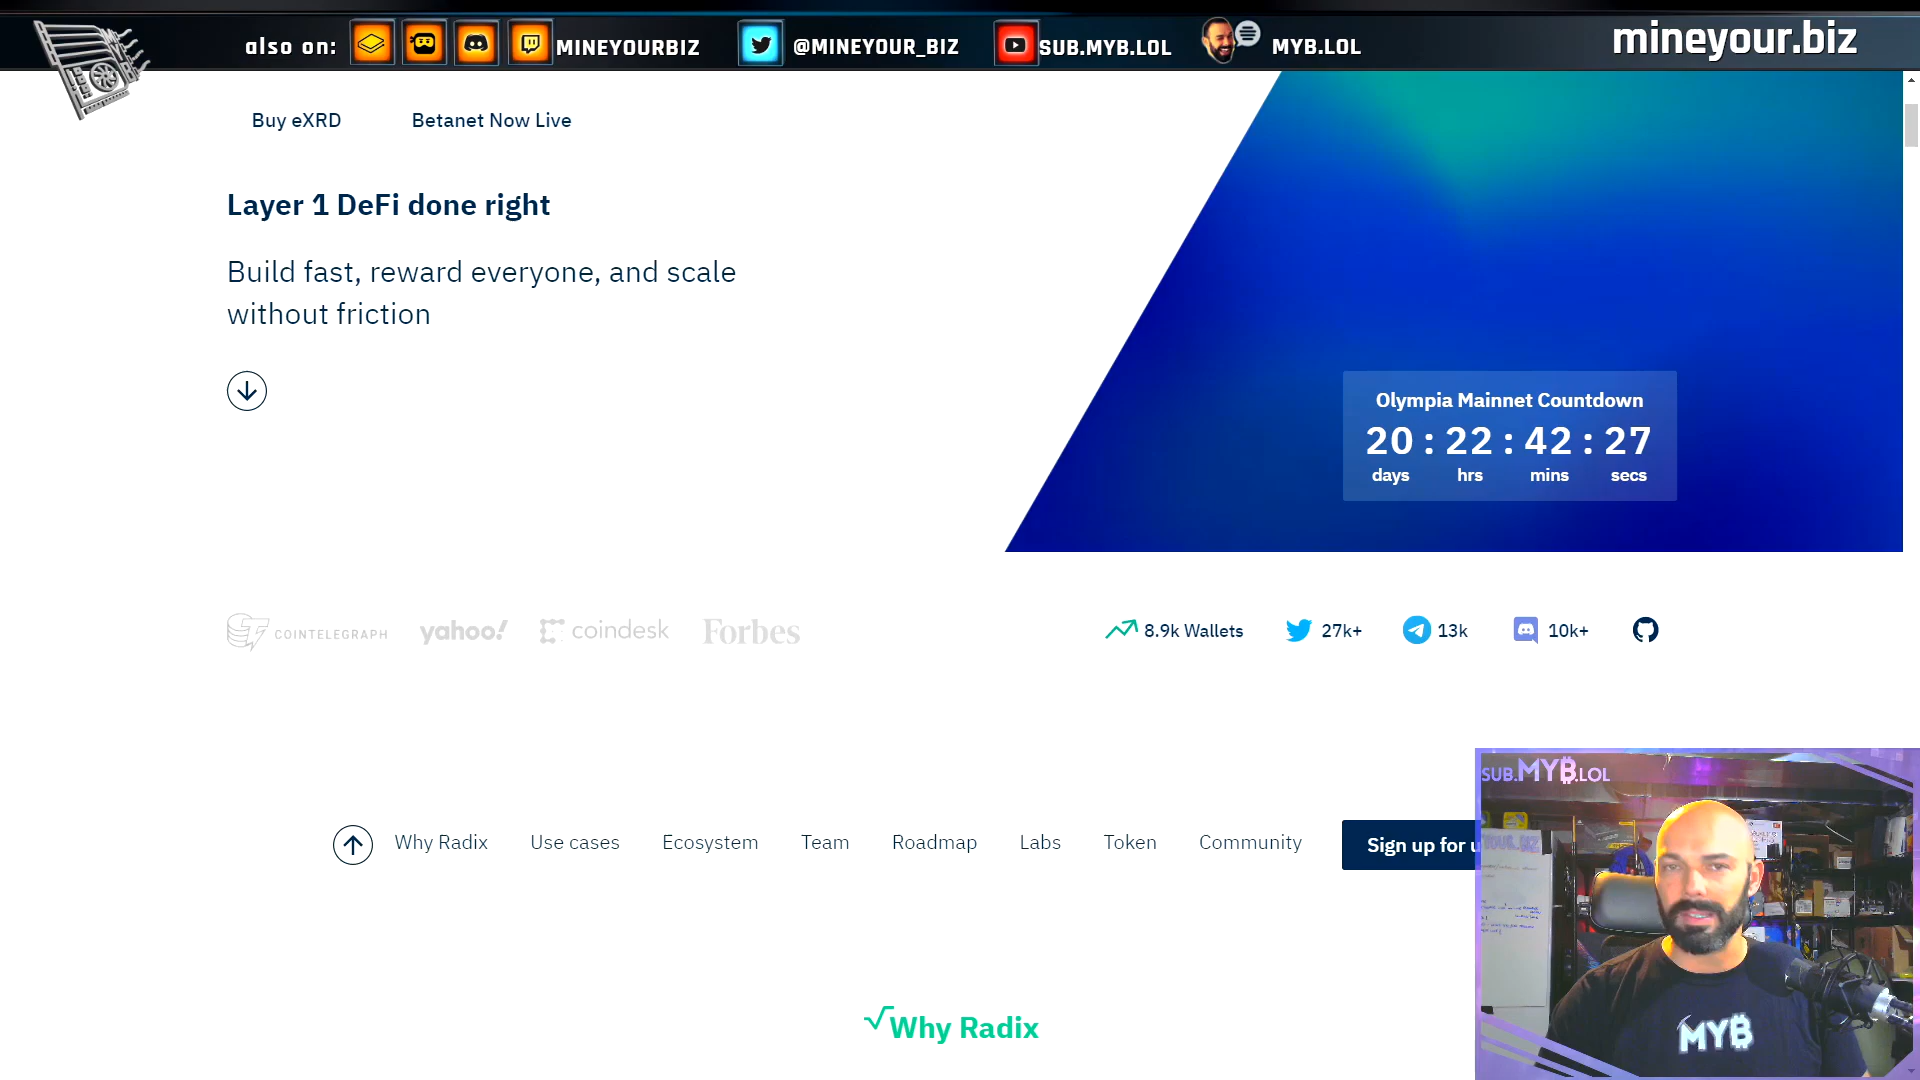 also on: MINEYOURBIZ @MINEYOUR_BIZ SUB.MYB.LOL MYB.LOL mineyour.biz
Buy eXRD Betanet Now Live
Layer 1 DeFi done right
Build fast, reward everyone, and scale
without friction
Olympia Mainnet Countdown
20 : 22 : 42 : 27
days hrs mins secs
COINTELEGRAPH yahoo! coindesk Forbes
8.9k Wallets 27k+ 13k 10k+
SUB.MYB.LOL
Why Radix Use cases Ecosystem Team Roadmap Labs Token Community Sign up for u
Why Radix
MYB